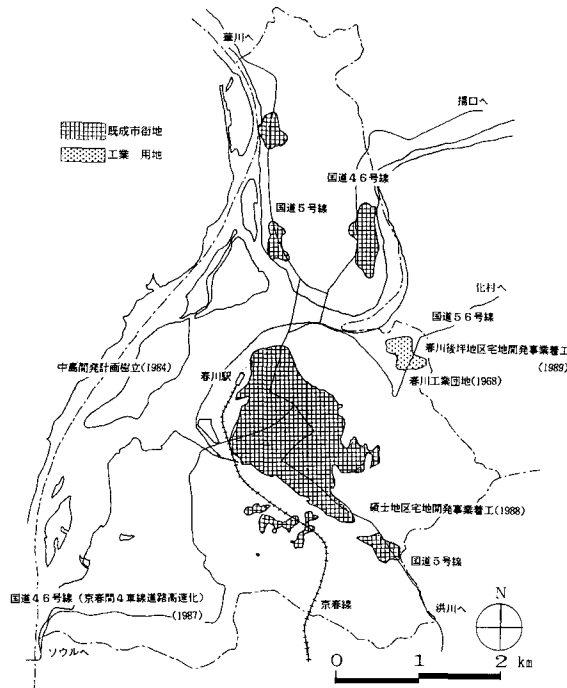 華川へ
楊口へ
既成市街地
工業 用地
国道46号線
国道5号線
化村へ
国道56号線
春川後坪地区宅地開発事業着工
(1989)
中島開発計画樹立(1984)
春川駅
春川工業団地(1968)
碩士地区宅地開発事業着工(1988)
国道5号線
国道46号線(京春間4車線道路高速化)
(1987)
京春線
洪川へ
N
ソウルへ
0 1 2 km